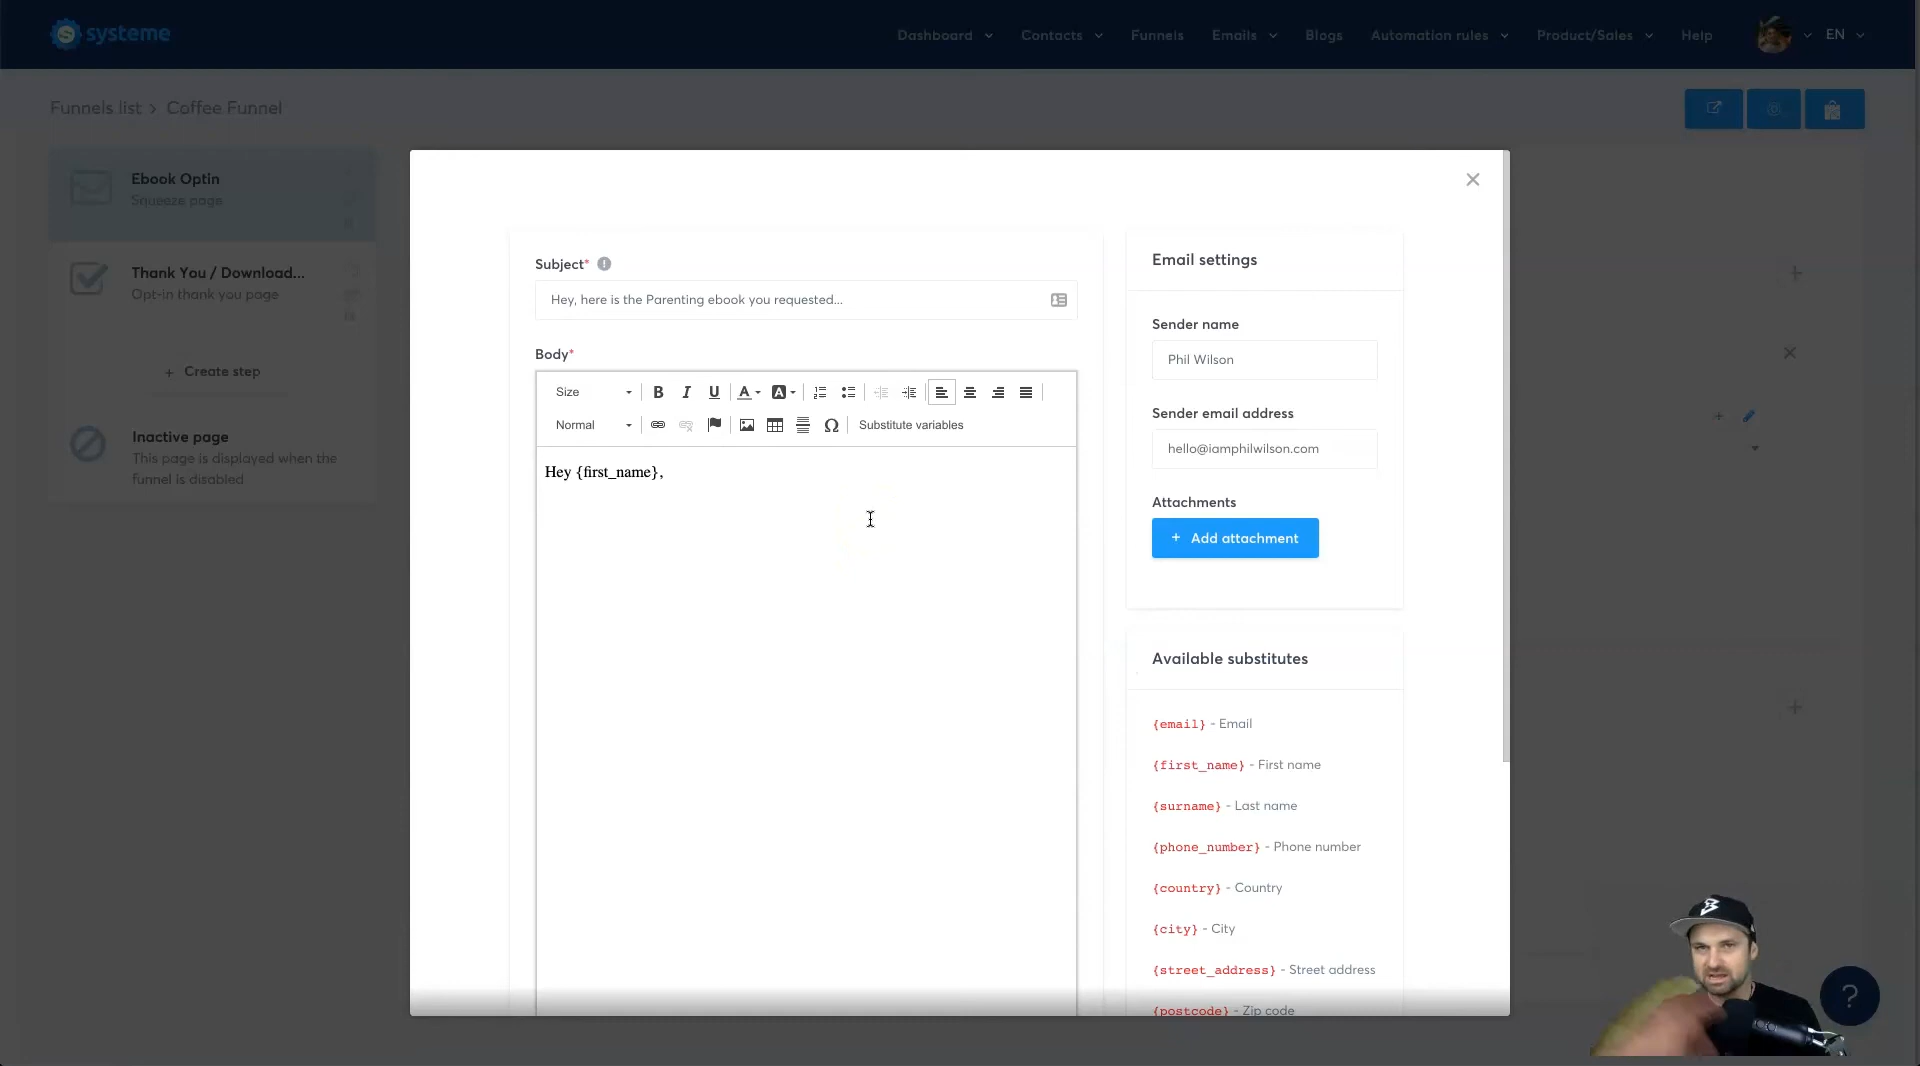 systeme
Dashboard
Contacts
Funnels
Emails
Blogs
Automation rules
Product/Sales
Help
EN
Funnels list > Coffee Funnel
Ebook Optin
Squeeze page
Thank You / Download...
Opt-in thank you page
+ Create step
Inactive page
This page is displayed when the
funnel is disabled
Subject*
Hey, here is the Parenting ebook you requested...
Body*
Size
Normal
Substitute variables
Hey {first_name},
Email settings
Sender name
Phil Wilson
Sender email address
hello@iamphilwilson.com
Attachments
+ Add attachment
Available substitutes
{email} - Email
{first_name} - First name
{surname} - Last name
{phone_number} - Phone number
{country} - Country
{city} - City
{street_address} - Street address
{postcode} - Zip code
?